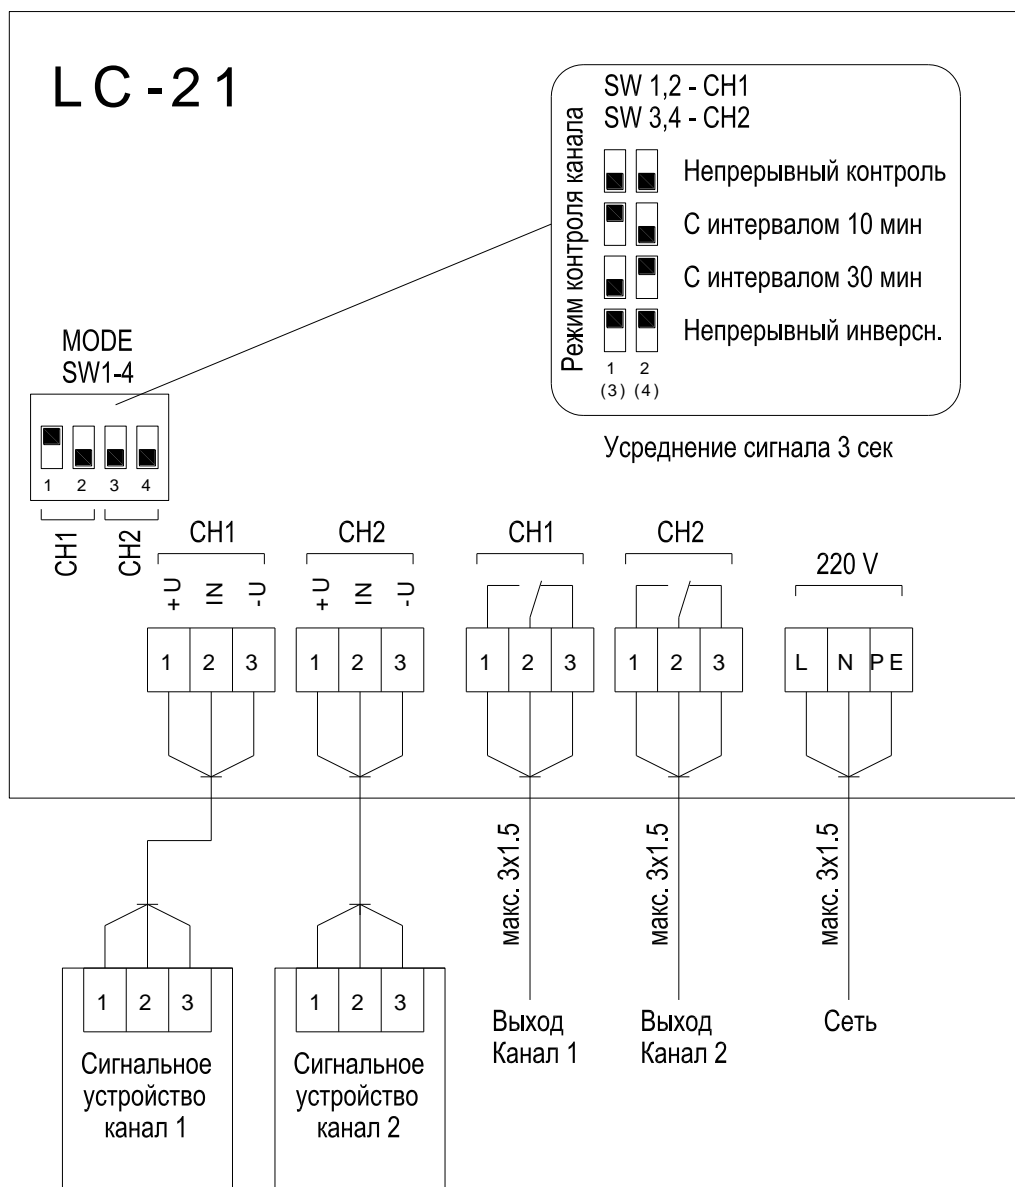 LC-21
SW 1,2 - CH1
SW 3,4 - CH2
Режим контроля канала
Непрерывный контроль
С интервалом 10 мин
С интервалом 30 мин
Непрерывный инверсн.
1 2
(3) (4)
Усреднение сигнала 3 сек
MODE
SW1-4
1 2 3 4
CH1 CH2
CH1 CH2 CH1 CH2 220 V
+U IN -U +U IN -U
1 2 3 1 2 3 1 2 3 1 2 3 L N PE
макс. 3x1.5 макс. 3x1.5 макс. 3x1.5
1 2 3 1 2 3
Выход
Канал 1
Выход
Канал 2
Сеть
Сигнальное
устройство
канал 1
Сигнальное
устройство
канал 2